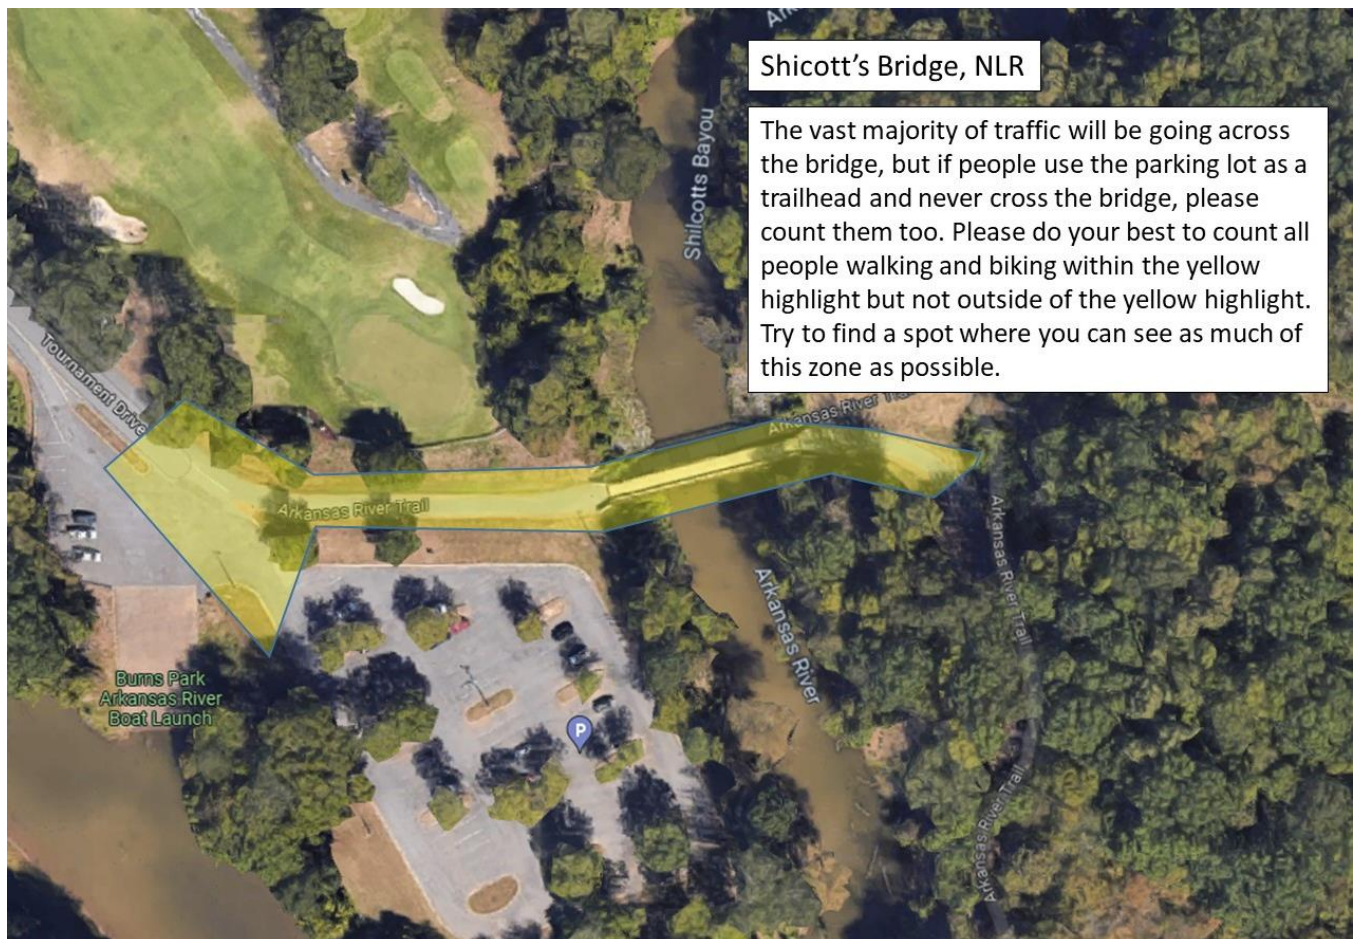 Shicott's Bridge, NLR
The vast majority of traffic will be going across
the bridge, but if people use the parking lot as a
trailhead and never cross the bridge, please
count them too. Please do your best to count all
people walking and biking within the yellow
highlight but not outside of the yellow highlight.
Try to find a spot where you can see as much of
this zone as possible.
Shilcotts Bayou
Tournament Drive
Arkansas River
Arkansas River Trail
Arkansas River
Arkansas River Trail
Arkansas River Trail
Burns Park
Arkansas River
Boat Launch
P